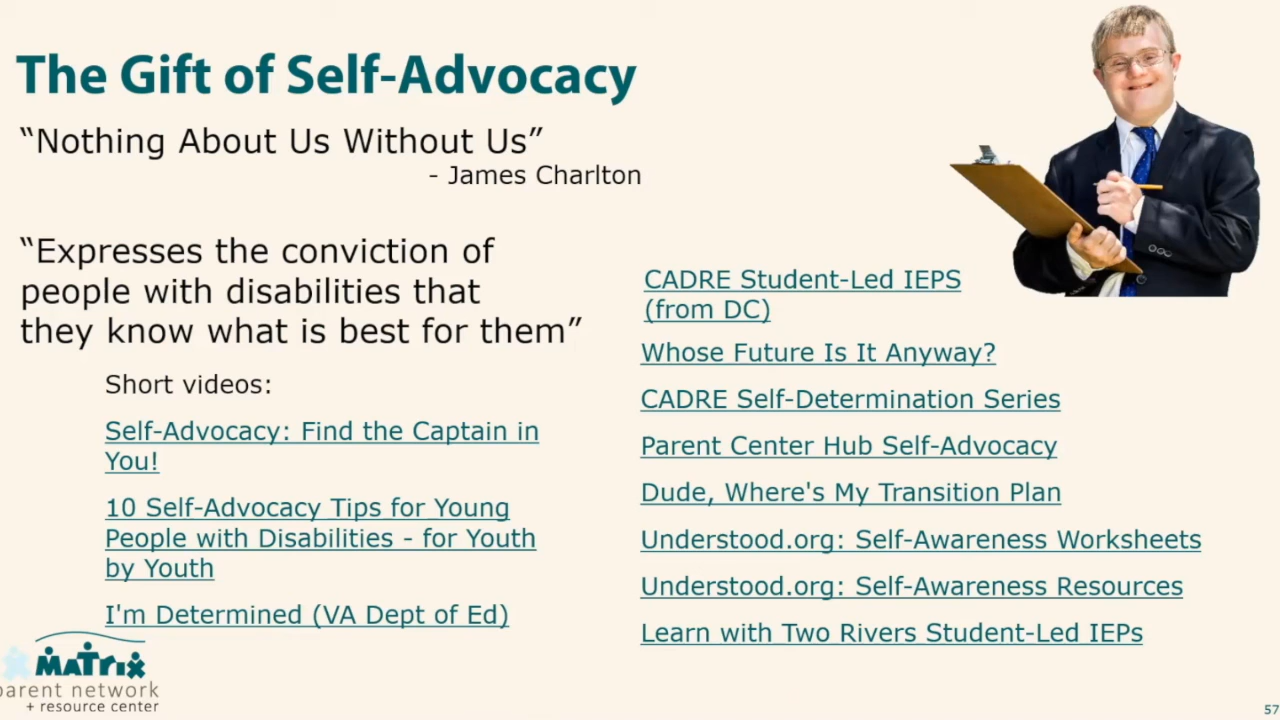 The Gift of Self-Advocacy
“Nothing About Us Without Us”
- James Charlton
“Expresses the conviction of
people with disabilities that
they know what is best for them”
Short videos:
Self-Advocacy: Find the Captain in
You!
10 Self-Advocacy Tips for Young
People with Disabilities - for Youth
by Youth
I'm Determined (VA Dept of Ed)
CADRE Student-Led IEPS
(from DC)
Whose Future Is It Anyway?
CADRE Self-Determination Series
Parent Center Hub Self-Advocacy
Dude, Where's My Transition Plan
Understood.org: Self-Awareness Worksheets
Understood.org: Self-Awareness Resources
Learn with Two Rivers Student-Led IEPs
MATRIX
parent network
+ resource center
57